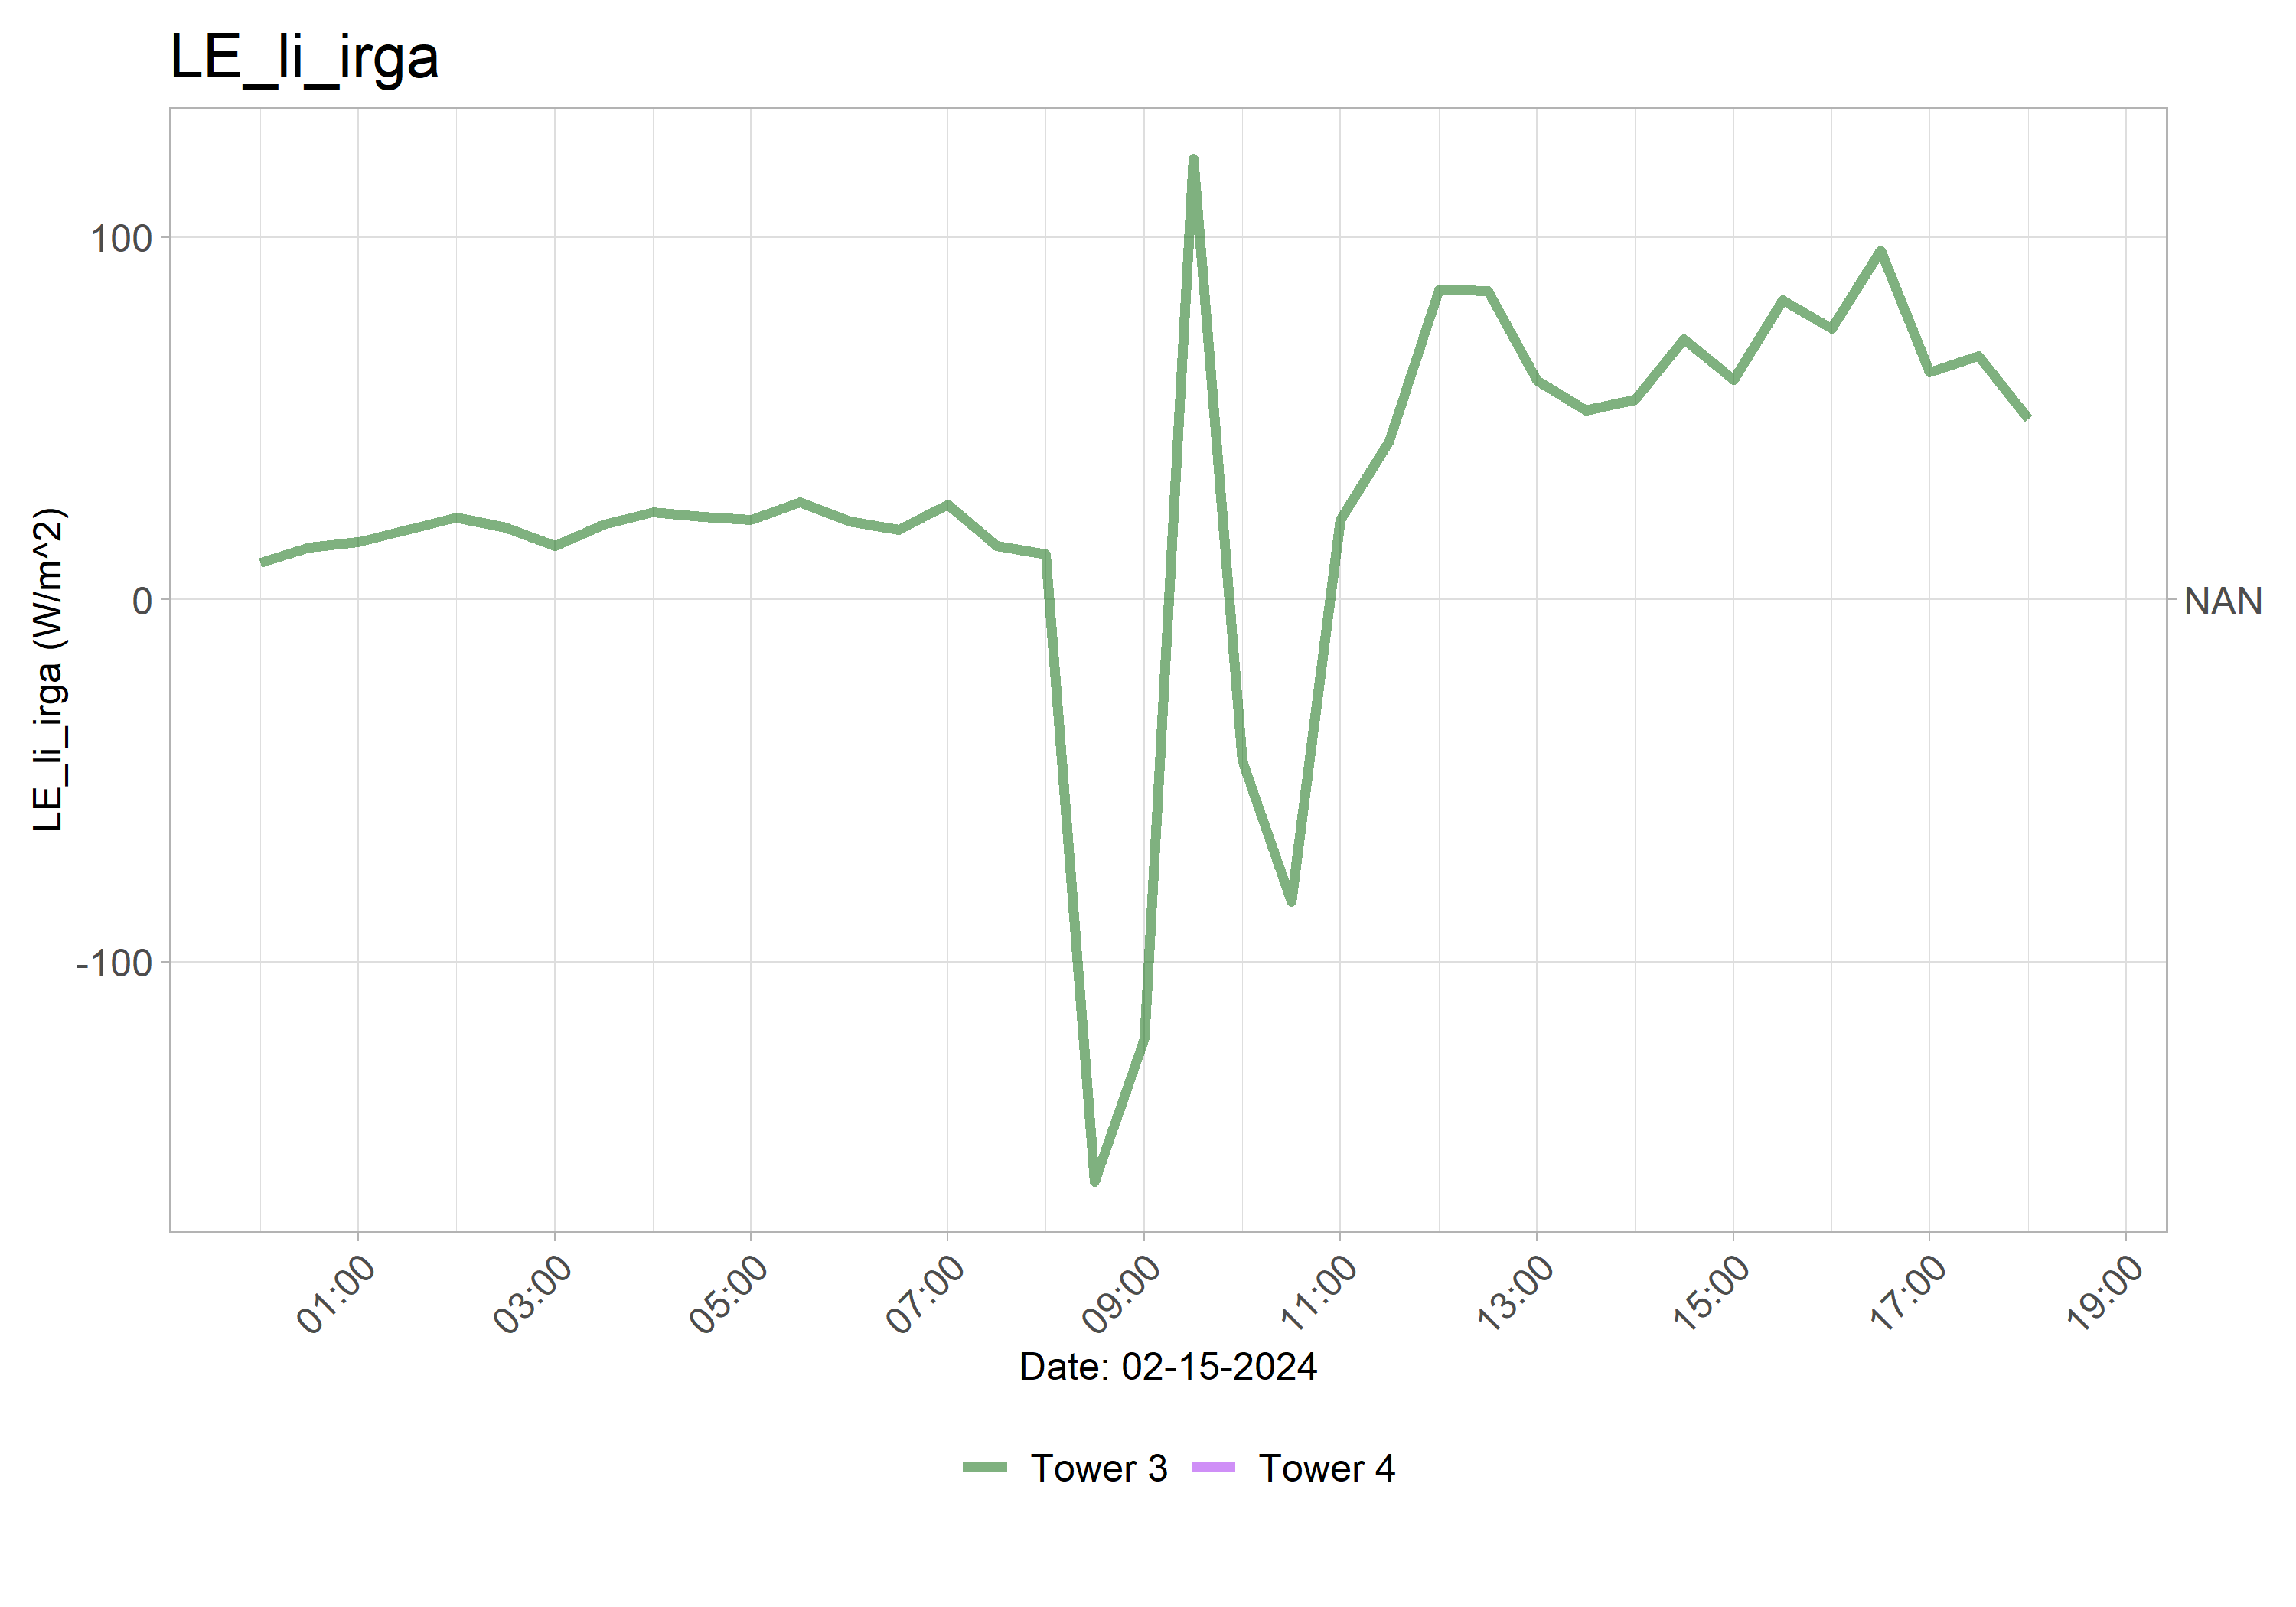 LE_li_irga
LE_li_irga (W/m^2)
100
0
-100
NAN
01:00 03:00 05:00 07:00 09:00 11:00 13:00 15:00 17:00 19:00
Date: 02-15-2024
Tower 3 Tower 4